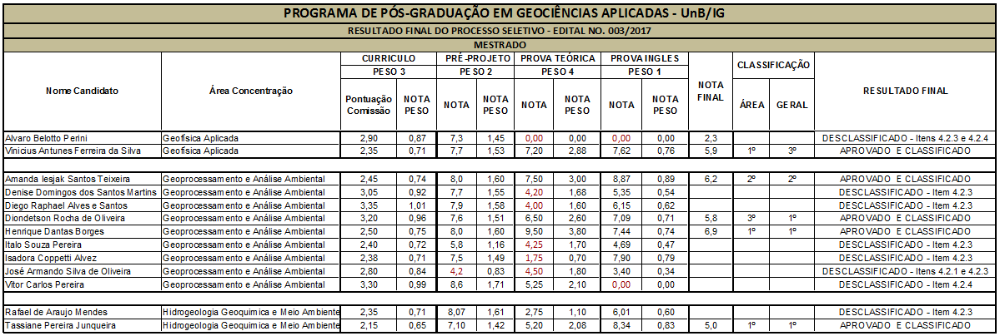 PROGRAMA DE PÓS-GRADUAÇÃO EM GEOCIÊNCIAS APLICADAS - UnB/IG
RESULTADO FINAL DO PROCESSO SELETIVO - EDITAL NO. 003/2017
MESTRADO
Nome Candidato Área Concentração CURRICULO PRÉ-PROJETO PROVA TEÓRICA PROVA INGLES NOTA FINAL CLASSIFICAÇÃO RESULTADO FINAL
PESO 3 PESO 2 PESO 4 PESO 1
Pontuação Comissão NOTA PESO NOTA NOTA PESO NOTA NOTA PESO NOTA NOTA PESO ÁREA GERAL
Alvaro Belotto Perini Geofísica Aplicada 2,90 0,87 7,3 1,45 0,00 0,00 0,00 0,00 2,3 DESCLASSIFICADO - Itens 4.2.3 e 4.2.4
Vinicius Antunes Ferreira da Silva Geofísica Aplicada 2,35 0,71 7,7 1,53 7,20 2,88 7,62 0,76 5,9 1º 3º APROVADO E CLASSIFICADO
Amanda Iesjak Santos Teixeira Geoprocessamento e Análise Ambiental 2,45 0,74 8,0 1,60 7,50 3,00 8,87 0,89 6,2 2º 2º APROVADO E CLASSIFICADO
Denise Domingos dos Santos Martins Geoprocessamento e Análise Ambiental 3,05 0,92 7,7 1,55 4,20 1,68 5,35 0,54 DESCLASSIFICADO - Item 4.2.3
Diego Raphael Alves e Santos Geoprocessamento e Análise Ambiental 3,35 1,01 7,9 1,58 4,00 1,60 6,15 0,62 DESCLASSIFICADO - Item 4.2.3
Diondetson Rocha de Oliveira Geoprocessamento e Análise Ambiental 3,20 0,96 7,6 1,51 6,50 2,60 7,09 0,71 5,8 3º 1º APROVADO E CLASSIFICADO
Henrique Dantas Borges Geoprocessamento e Análise Ambiental 2,50 0,75 8,0 1,60 9,50 3,80 7,44 0,74 6,9 1º 1º APROVADO E CLASSIFICADO
Italo Souza Pereira Geoprocessamento e Análise Ambiental 2,40 0,72 5,8 1,16 4,25 1,70 4,69 0,47 DESCLASSIFICADO - Item 4.2.3
Isadora Coppetti Alvez Geoprocessamento e Análise Ambiental 2,38 0,71 7,5 1,49 1,75 0,70 7,90 0,79 DESCLASSIFICADO - Item 4.2.3
José Armando Silva de Oliveira Geoprocessamento e Análise Ambiental 2,80 0,84 4,2 0,83 4,50 1,80 3,40 0,34 DESCLASSIFICADO - Itens 4.2.1 e 4.2.3
Vitor Carlos Pereira Geoprocessamento e Análise Ambiental 3,30 0,99 8,6 1,71 5,25 2,10 0,00 0,00 DESCLASSIFICADO - Item 4.2.4
Rafael de Araujo Mendes Hidrogeologia Geoquimica e Meio Ambiente 2,35 0,71 8,07 1,61 2,75 1,10 6,01 0,60 DESCLASSIFICADO - Item 4.2.3
Tassiane Pereira Junqueira Hidrogeologia Geoquimica e Meio Ambiente 2,15 0,65 7,10 1,42 5,20 2,08 8,34 0,83 5,0 1º 1º APROVADO E CLASSIFICADO